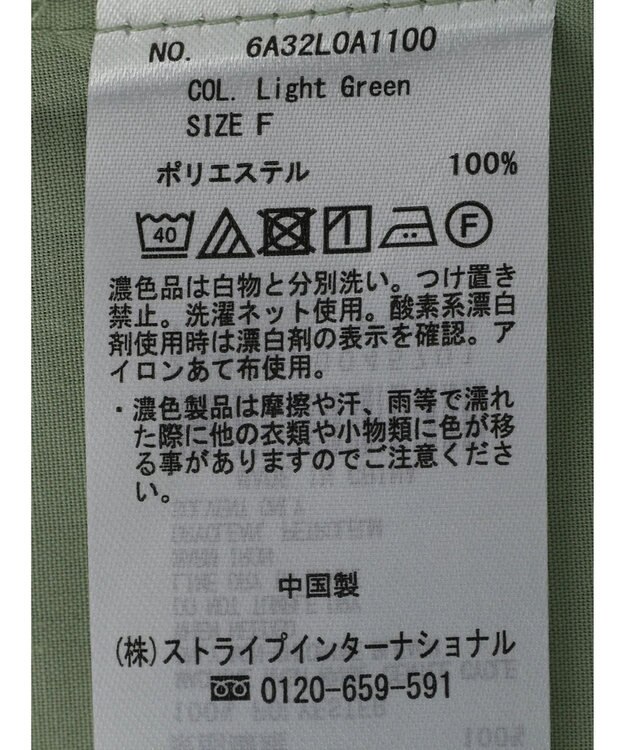 NO. 6A32L0A1100
COL. Light Green
SIZE F
ポリエステル 100%
40 F
濃色品は白物と分別洗い。つけ置き
禁止。洗濯ネット使用。酸素系漂白
剤使用時は漂白剤の表示を確認。ア
イロンあて布使用。
・濃色製品は摩擦や汗、雨等で濡れ
た際に他の衣類や小物類に色が移
る事がありますのでご注意くださ
い。
中国製
(株)ストライプインターナショナル
0120-659-591